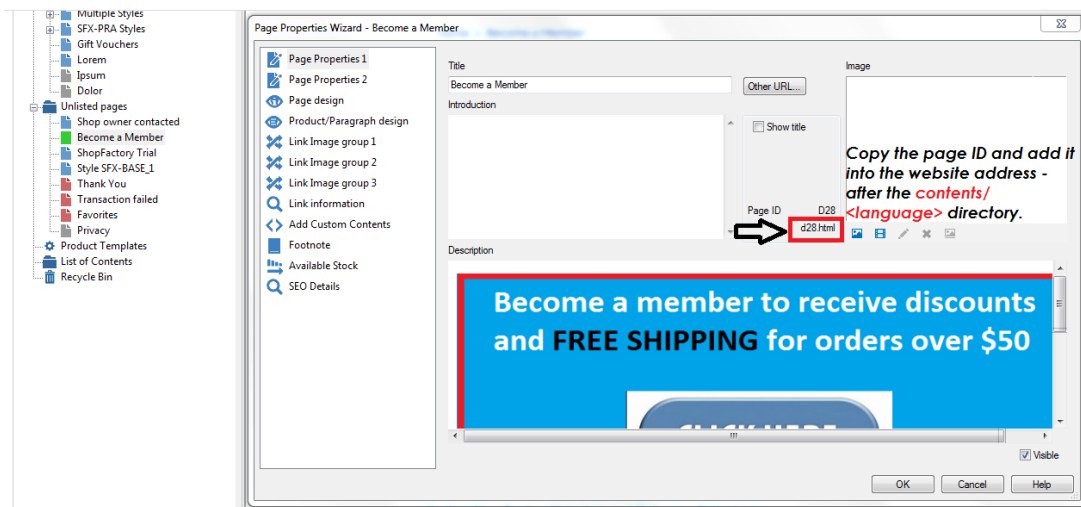 Multiple Styles
SFX-PRA Styles
Gift Vouchers
Lorem
Ipsum
Dolor
Unlisted pages
Shop owner contacted
Become a Member
ShopFactory Trial
Style SFX-BASE_1
Thank You
Transaction failed
Favorites
Privacy
Product Templates
List of Contents
Recycle Bin
Page Properties Wizard - Become a Member
Page Properties 1
Page Properties 2
Page design
Product/Paragraph design
Link Image group 1
Link Image group 2
Link Image group 3
Link information
Add Custom Contents
Footnote
Available Stock
SEO Details
Title
Become a Member
Other URL...
Introduction
Show title
Page ID D28
d28.html
Image
Copy the page ID and add it
into the website address -
after the contents/
<language> directory.
Description
Become a member to receive discounts
and FREE SHIPPING for orders over $50
CLICK HERE
Visible
OK Cancel Help